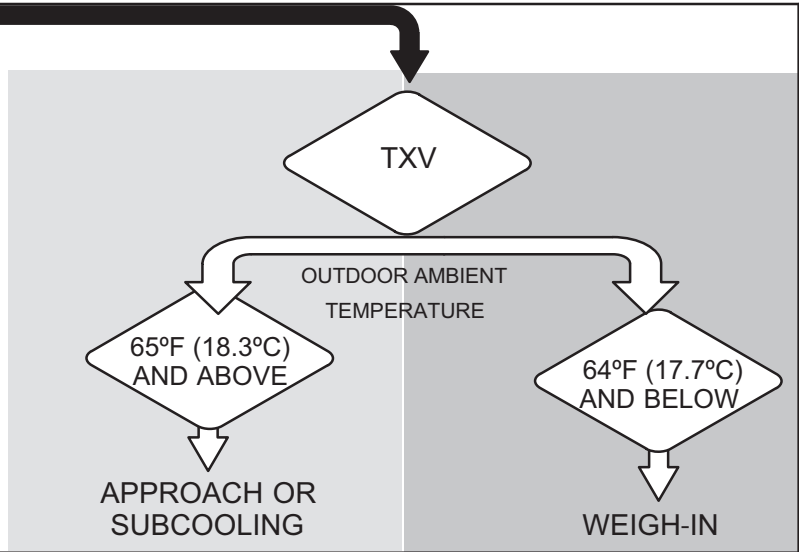 TXV
OUTDOOR AMBIENT
TEMPERATURE
65ºF (18.3ºC)
AND ABOVE
64ºF (17.7ºC)
AND BELOW
APPROACH OR
SUBCOOLING
WEIGH-IN